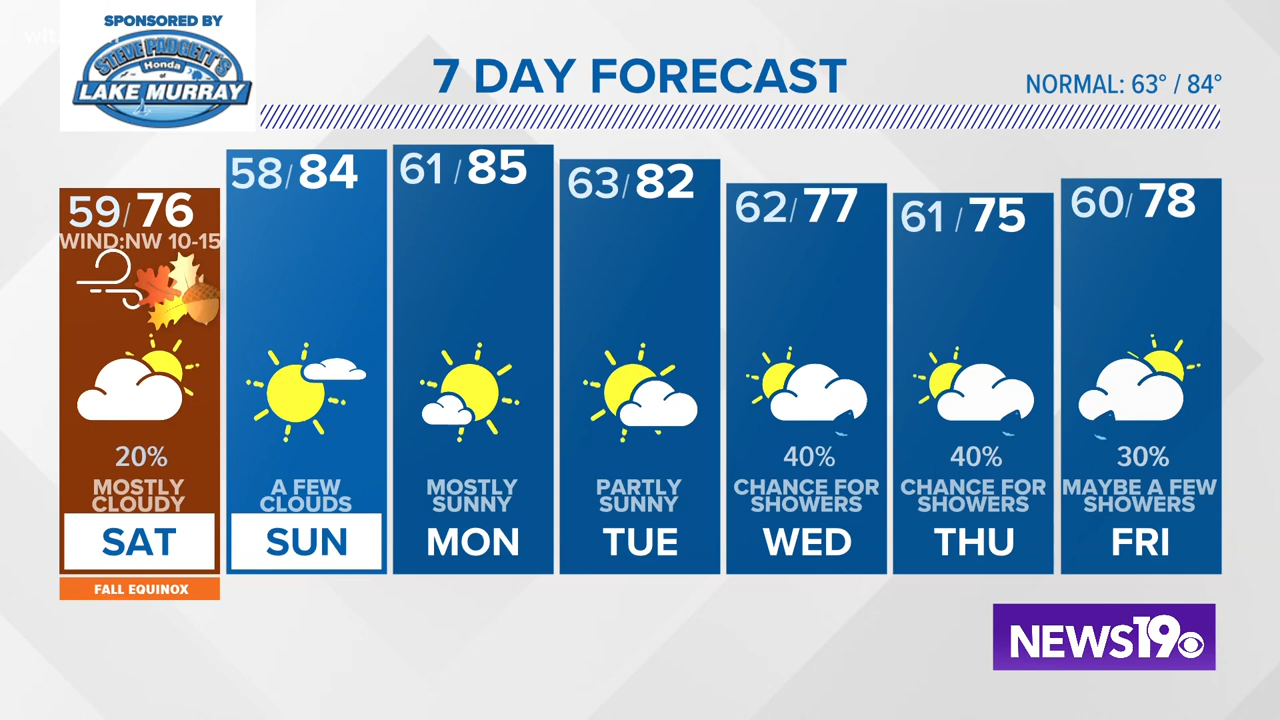 SPONSORED BY
STEVE PADGETT'S
Honda
of
LAKE MURRAY
7 DAY FORECAST
NORMAL: 63° / 84°
59/76
WIND:NW 10-15
20%
MOSTLY
CLOUDY
SAT
FALL EQUINOX
58/84
A FEW
CLOUDS
SUN
61/85
MOSTLY
SUNNY
MON
63/82
PARTLY
SUNNY
TUE
62/77
40%
CHANCE FOR
SHOWERS
WED
61/75
40%
CHANCE FOR
SHOWERS
THU
60/78
30%
MAYBE A FEW
SHOWERS
FRI
NEWS19